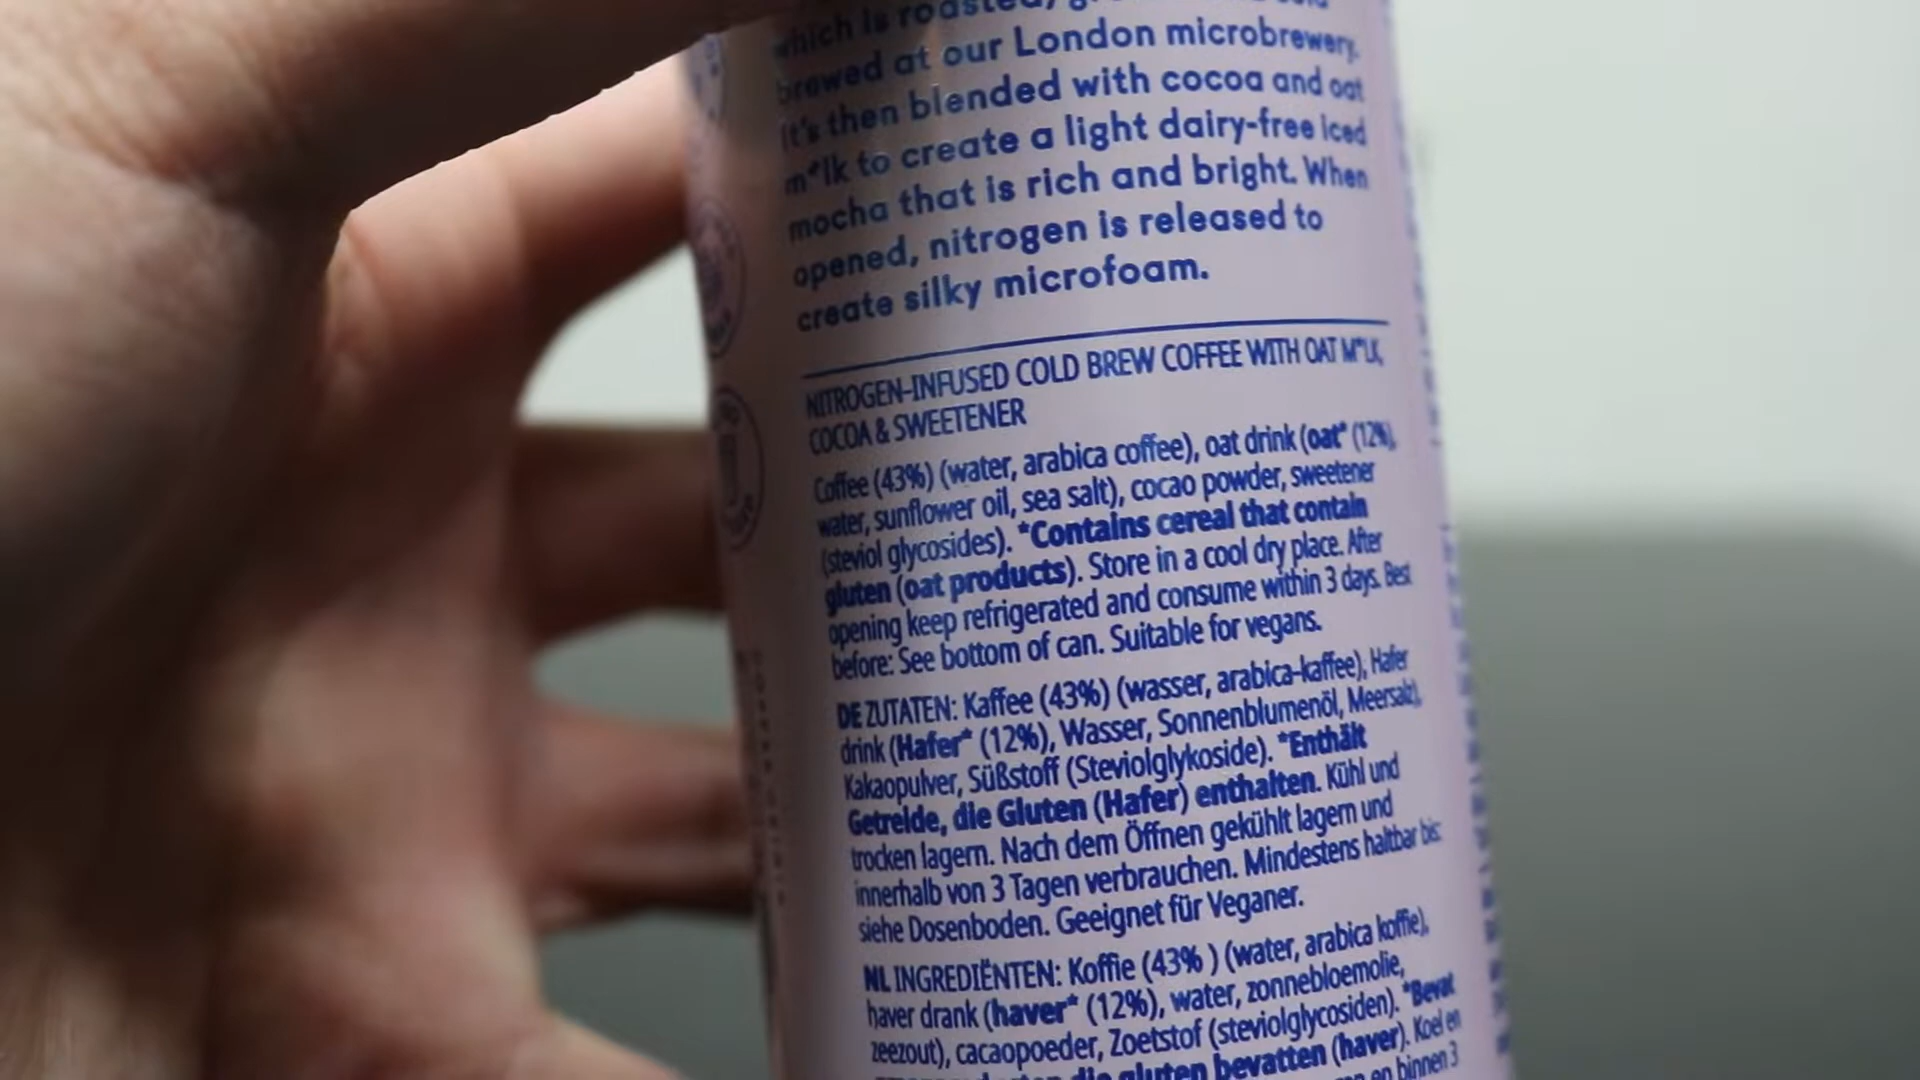 which is roasted,
brewed at our London microbrewery.
It's then blended with cocoa and oat
m*lk to create a light dairy-free iced
mocha that is rich and bright. When
opened, nitrogen is released to
create silky microfoam.
NITROGEN-INFUSED COLD BREW COFFEE WITH OAT M*LK,
COCOA & SWEETENER
Coffee (43%) (water, arabica coffee), oat drink (oat* (12%),
water, sunflower oil, sea salt), cocao powder, sweetener
(steviol glycosides). *Contains cereal that contain
gluten (oat products). Store in a cool dry place. After
opening keep refrigerated and consume within 3 days. Best
before: See bottom of can. Suitable for vegans.
DE ZUTATEN: Kaffee (43%) (wasser, arabica-kaffee), Hafer
drink (Hafer* (12%), Wasser, Sonnenblumenöl, Meersalz),
Kakaopulver, Süßstoff (Steviolglykoside). *Enthält
Getreide, die Gluten (Hafer) enthalten. Kühl und
trocken lagern. Nach dem Öffnen gekühlt lagern und
innerhalb von 3 Tagen verbrauchen. Mindestens haltbar bis:
siehe Dosenboden. Geeignet für Veganer.
NL INGREDIËNTEN: Koffie (43% ) (water, arabica koffie),
haver drank (haver* (12%), water, zonnebloemolie,
zeezout), cacaopoeder, Zoetstof (steviolglycosiden). *Bevat
die gluten bevatten (haver). Koel en
en binnen 3